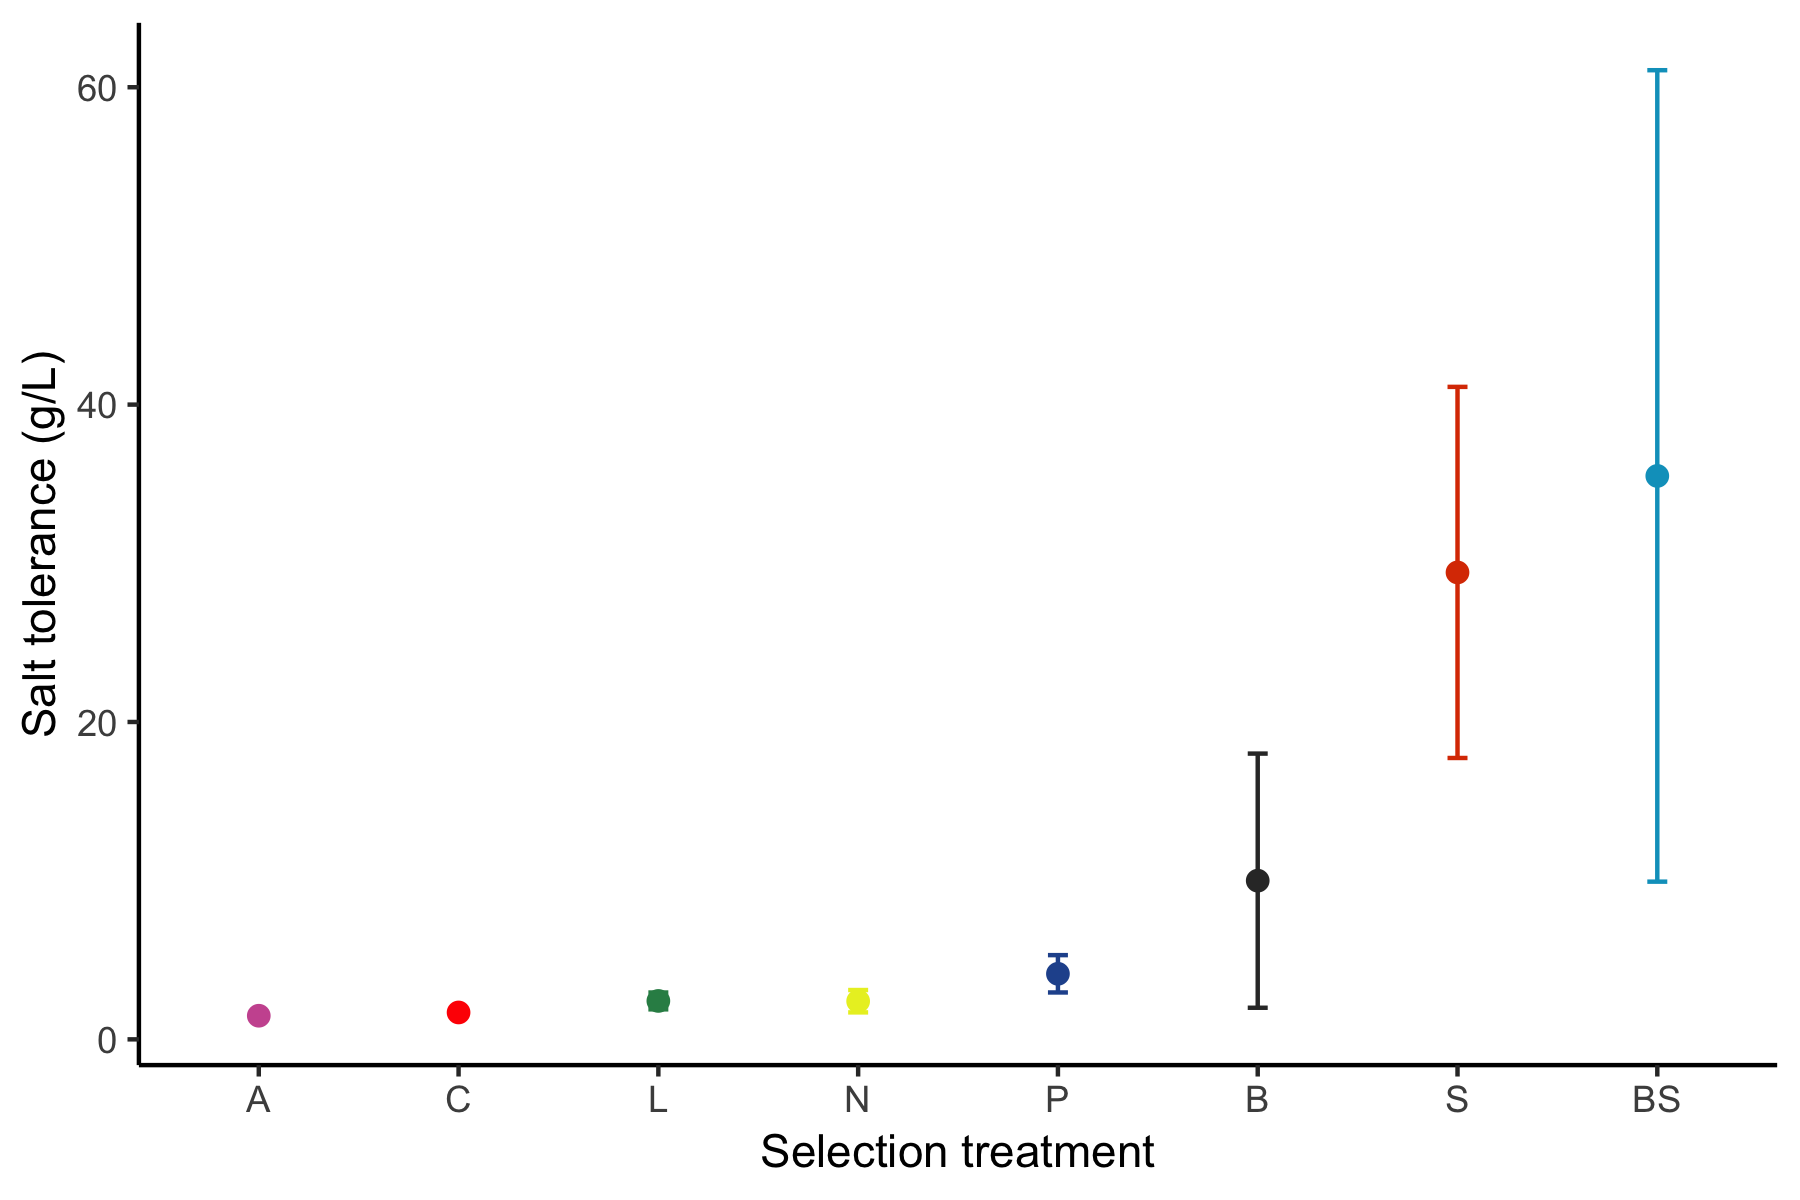 Salt tolerance (g/L)
60
40
20
0
A C L N P B S BS
Selection treatment